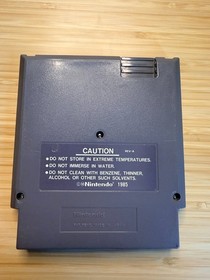 CAUTION
REV-A
●DO NOT STORE IN EXTREME TEMPERATURES.
●DO NOT IMMERSE IN WATER.
●DO NOT CLEAN WITH BENZENE, THINNER,
ALCOHOL OR OTHER SUCH SOLVENTS.
©®Nintendo 1985